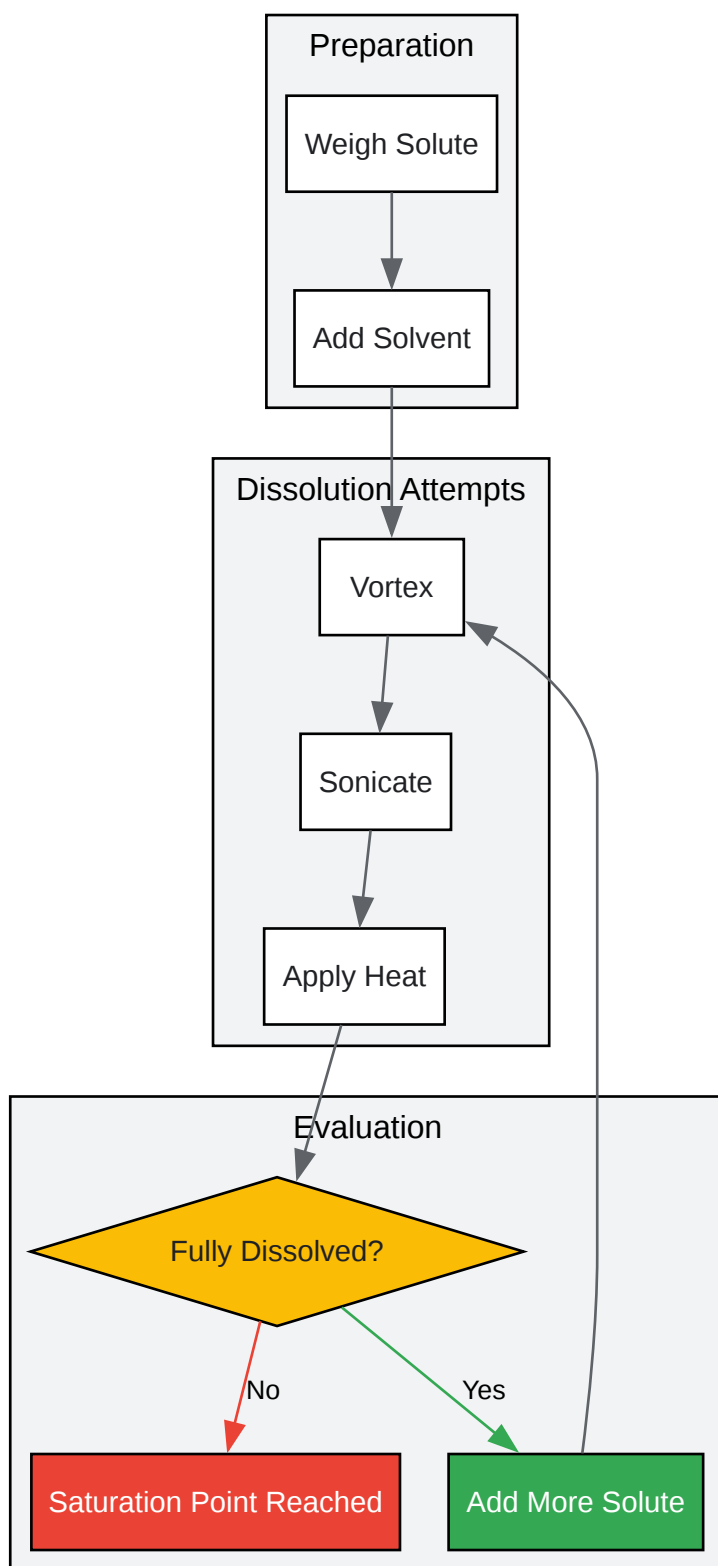 Preparation
Weigh Solute
Add Solvent
Dissolution Attempts
Vortex
Sonicate
Apply Heat
Evaluation
Fully Dissolved?
No
Yes
Saturation Point Reached
Add More Solute